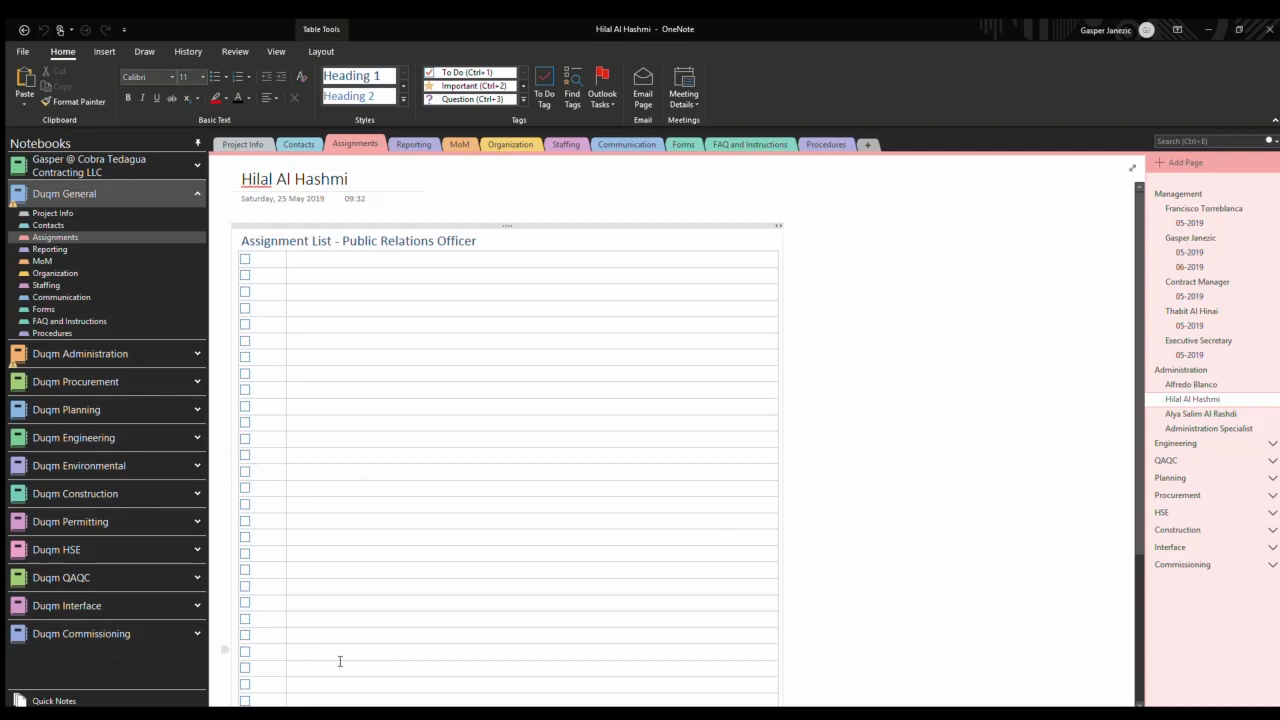 Table Tools
Hilal Al Hashmi - OneNote
Gasper Janezic
GJ
File Home Insert Draw History Review View Layout
Paste
Cut
Copy
Format Painter
Clipboard
Calibri 11
B I U ab x A
Basic Text
Heading 1
Heading 2
Styles
To Do (Ctrl+1)
Important (Ctrl+2)
? Question (Ctrl+3)
To Do Tag
Find Tags
Outlook Tasks
Tags
Email Page
Email
Meeting Details
Meetings
Notebooks
Gasper @ Cobra Tedagua
Contracting LLC
Duqm General
Project Info
Contacts
Assignments
Reporting
MoM
Organization
Staffing
Communication
Forms
FAQ and Instructions
Procedures
Duqm Administration
Duqm Procurement
Duqm Planning
Duqm Engineering
Duqm Environmental
Duqm Construction
Duqm Permitting
Duqm HSE
Duqm QAQC
Duqm Interface
Duqm Commissioning
Quick Notes
Project Info Contacts Assignments Reporting MoM Organization Staffing Communication Forms FAQ and Instructions Procedures
Search (Ctrl+E)
Hilal Al Hashmi
Saturday, 25 May 2019 09:32
Assignment List - Public Relations Officer
Add Page
Management
Francisco Torreblanca
05-2019
Gasper Janezic
05-2019
06-2019
Contract Manager
05-2019
Thabit Al Hinai
05-2019
Executive Secretary
05-2019
Administration
Alfredo Blanco
Hilal Al Hashmi
Alya Salim Al Rashdi
Administration Specialist
Engineering
QAQC
Planning
Procurement
HSE
Construction
Interface
Commissioning